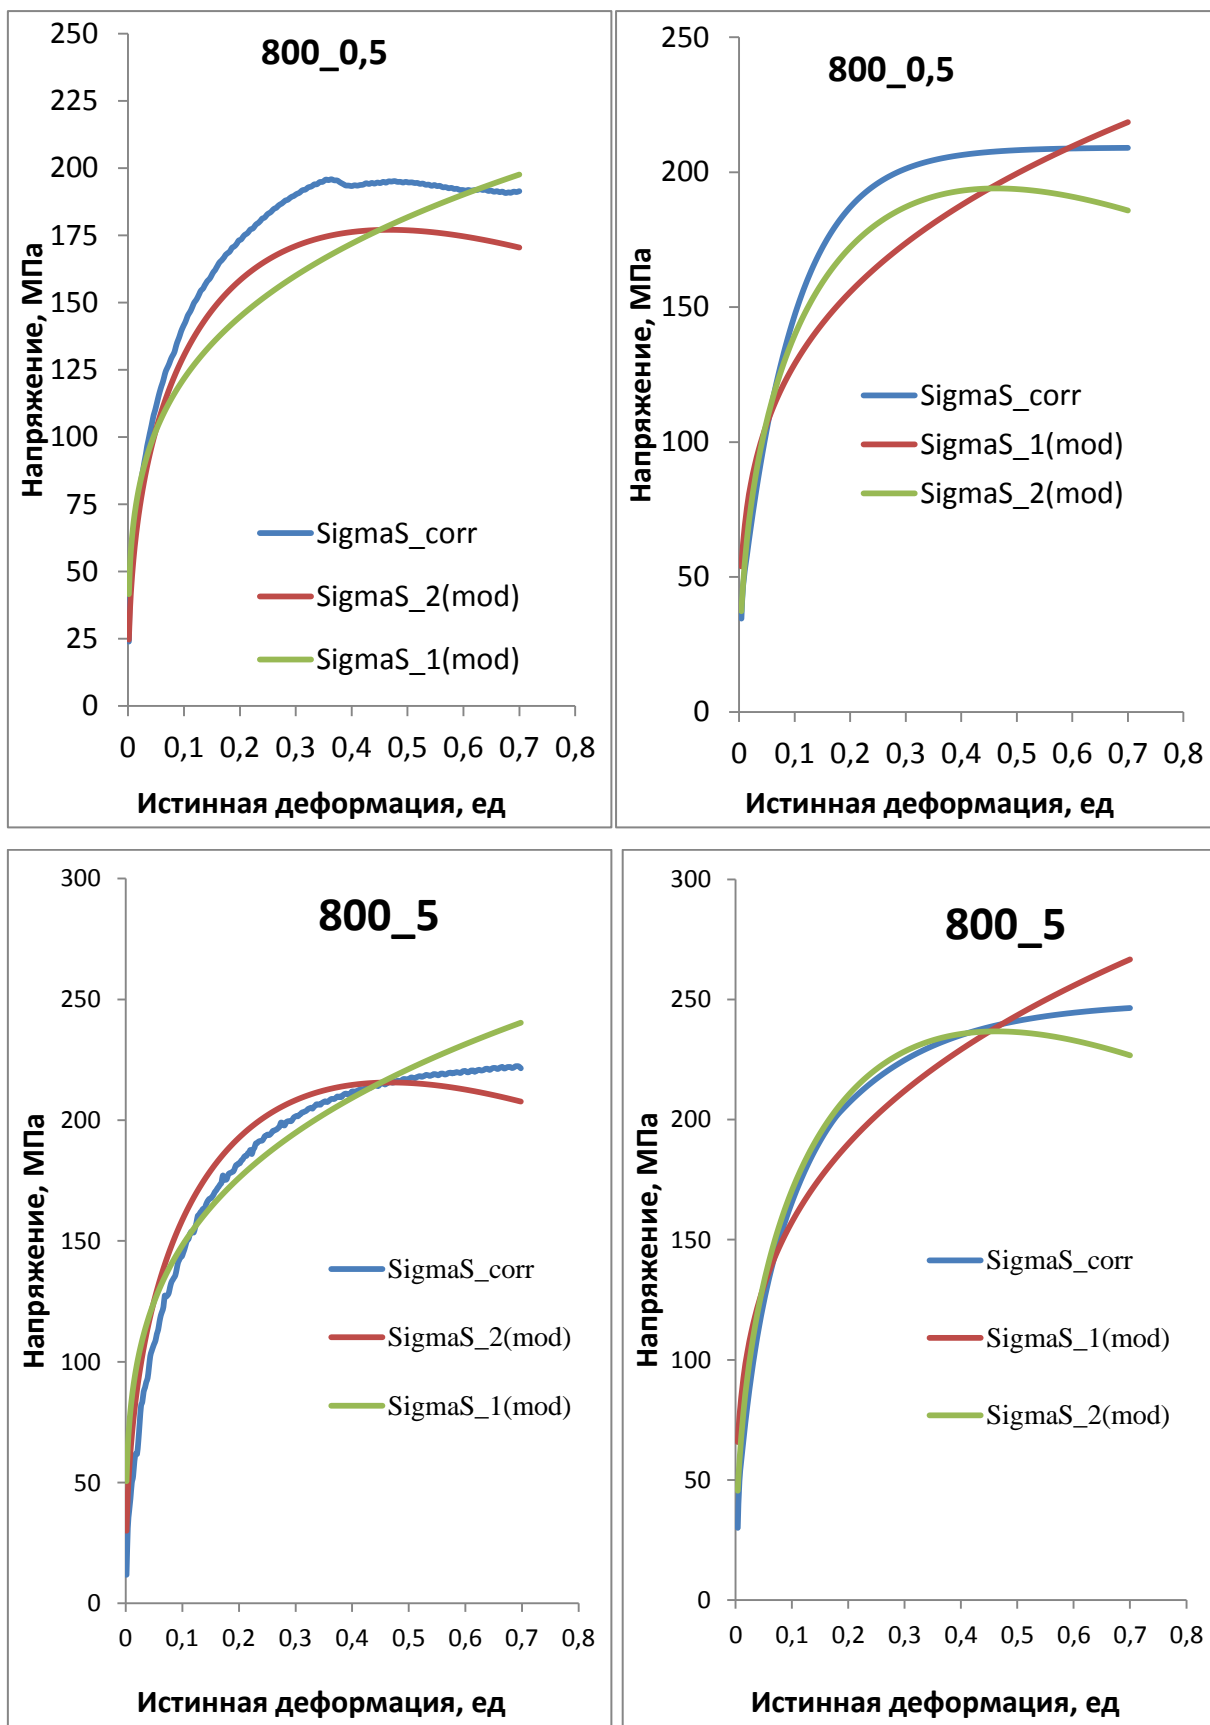 800_0,5
250
225
200
175
150
125
100
75
50
25
0
Напряжение, МПа
SigmaS_corr
SigmaS_2(mod)
SigmaS_1(mod)
0 0,1 0,2 0,3 0,4 0,5 0,6 0,7 0,8
Истинная деформация, ед
800_0,5
250
200
150
100
50
0
Напряжение, МПа
SigmaS_corr
SigmaS_1(mod)
SigmaS_2(mod)
0 0,1 0,2 0,3 0,4 0,5 0,6 0,7 0,8
Истинная деформация, ед
800_5
300
250
200
150
100
50
0
Напряжение, МПа
SigmaS_corr
SigmaS_2(mod)
SigmaS_1(mod)
0 0,1 0,2 0,3 0,4 0,5 0,6 0,7 0,8
Истинная деформация, ед
800_5
300
250
200
150
100
50
0
Напряжение, МПа
SigmaS_corr
SigmaS_1(mod)
SigmaS_2(mod)
0 0,1 0,2 0,3 0,4 0,5 0,6 0,7 0,8
Истинная деформация, ед